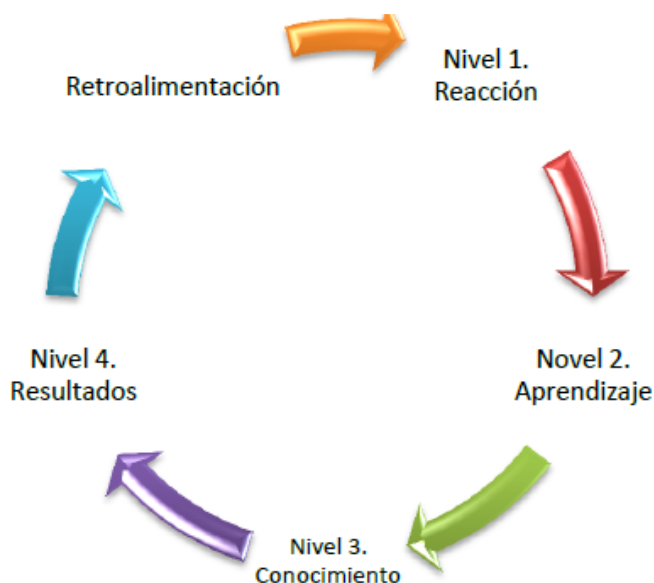 Retroalimentación
Nivel 1.
Reacción
Novel 2.
Aprendizaje
Nivel 3.
Conocimiento
Nivel 4.
Resultados